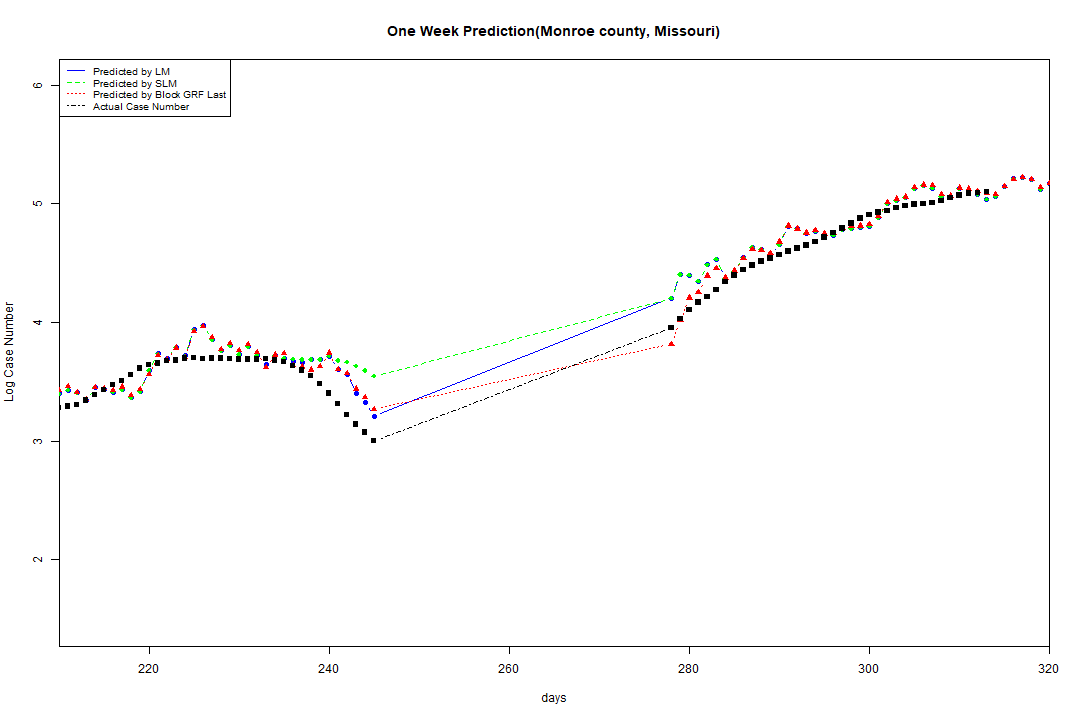 One Week Prediction(Monroe county, Missouri)
Predicted by LM
Predicted by SLM
Predicted by Block GRF Last
Actual Case Number
6
5
4
3
2
Log Case Number
220 240 260 280 300 320
days